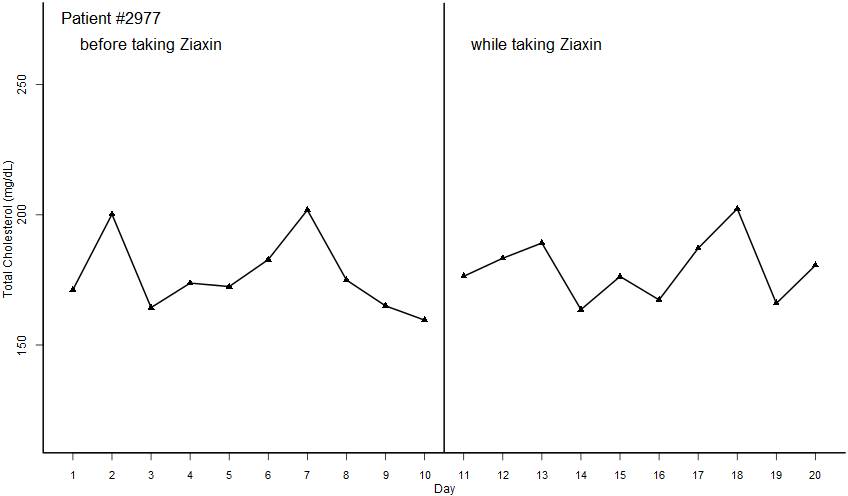 Patient #2977
before taking Ziaxin
while taking Ziaxin
Total Cholesterol (mg/dL)
250
200
150
1 2 3 4 5 6 7 8 9 10 11 12 13 14 15 16 17 18 19 20
Day